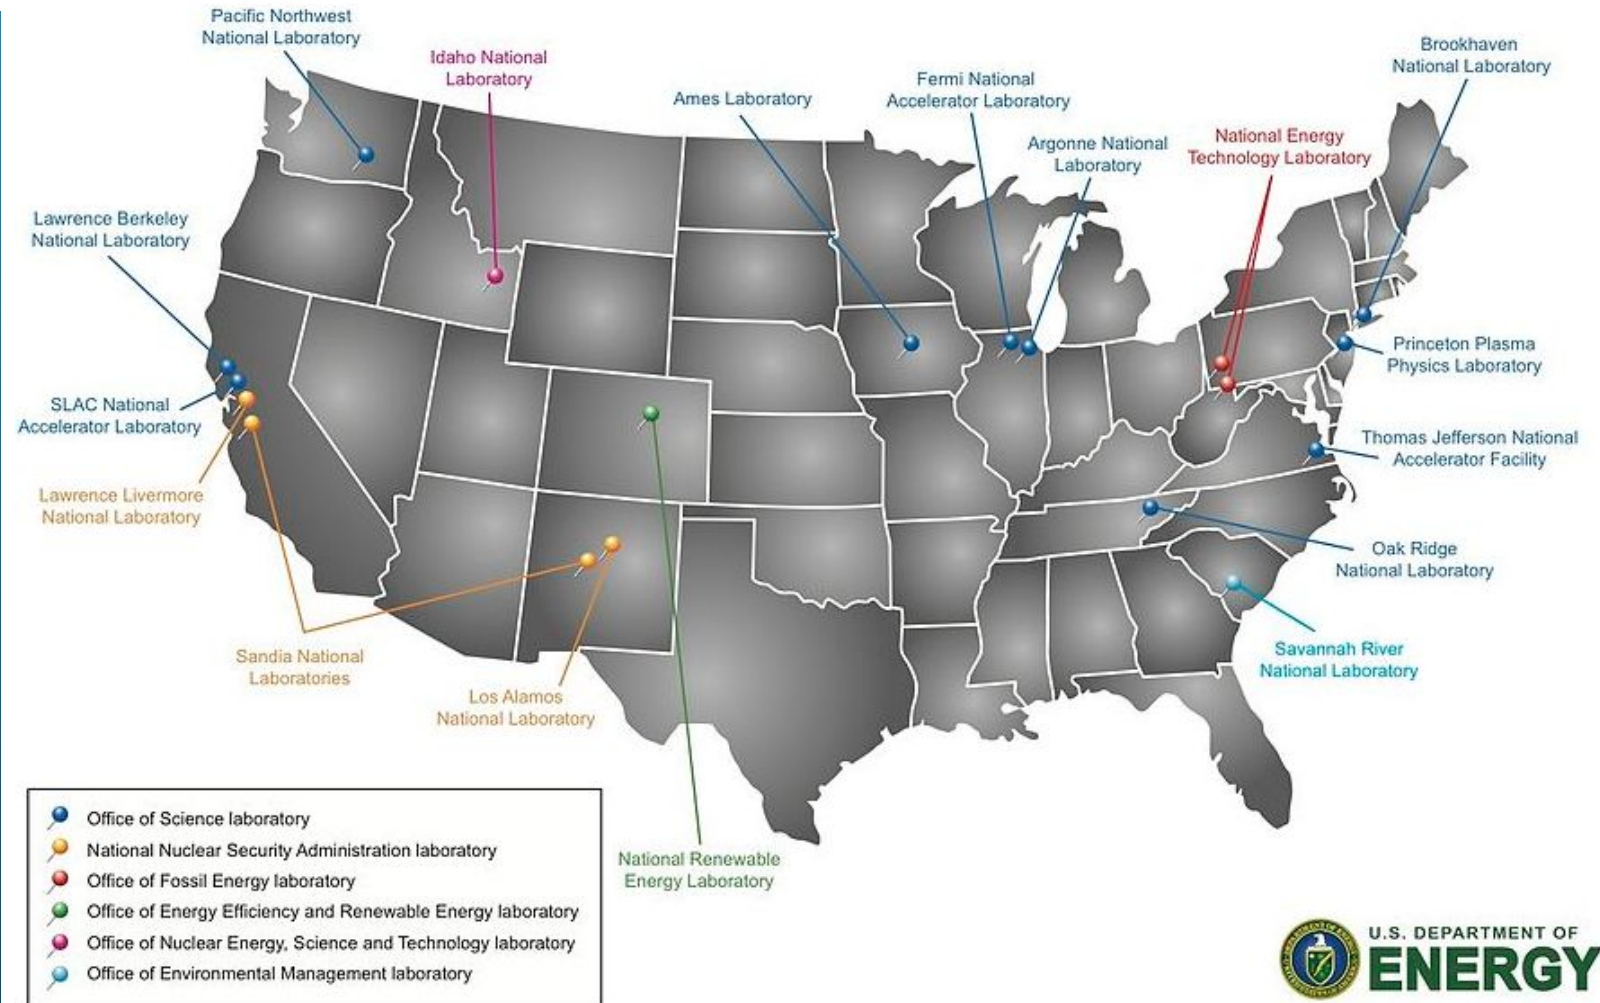 Pacific Northwest
National Laboratory
Idaho National
Laboratory
Ames Laboratory
Fermi National
Accelerator Laboratory
Argonne National
Laboratory
National Energy
Technology Laboratory
Brookhaven
National Laboratory
Lawrence Berkeley
National Laboratory
SLAC National
Accelerator Laboratory
Lawrence Livermore
National Laboratory
Sandia National
Laboratories
Los Alamos
National Laboratory
National Renewable
Energy Laboratory
Princeton Plasma
Physics Laboratory
Thomas Jefferson National
Accelerator Facility
Oak Ridge
National Laboratory
Savannah River
National Laboratory
Office of Science laboratory
National Nuclear Security Administration laboratory
Office of Fossil Energy laboratory
Office of Energy Efficiency and Renewable Energy laboratory
Office of Nuclear Energy, Science and Technology laboratory
Office of Environmental Management laboratory
U.S. DEPARTMENT OF
ENERGY